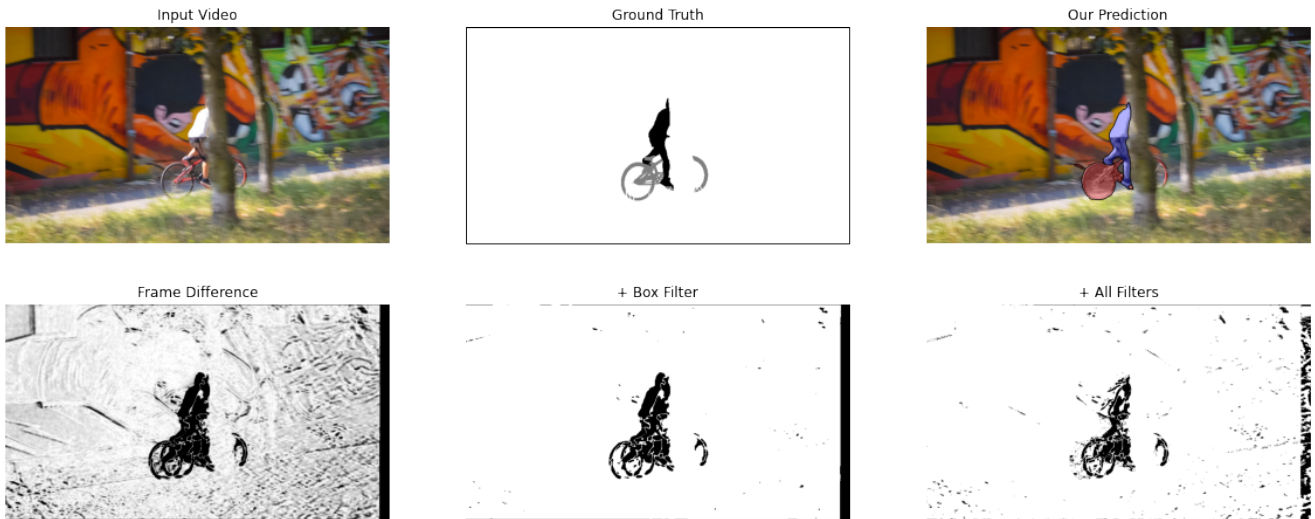 Input Video
Ground Truth
Our Prediction
Frame Difference
+ Box Filter
+ All Filters